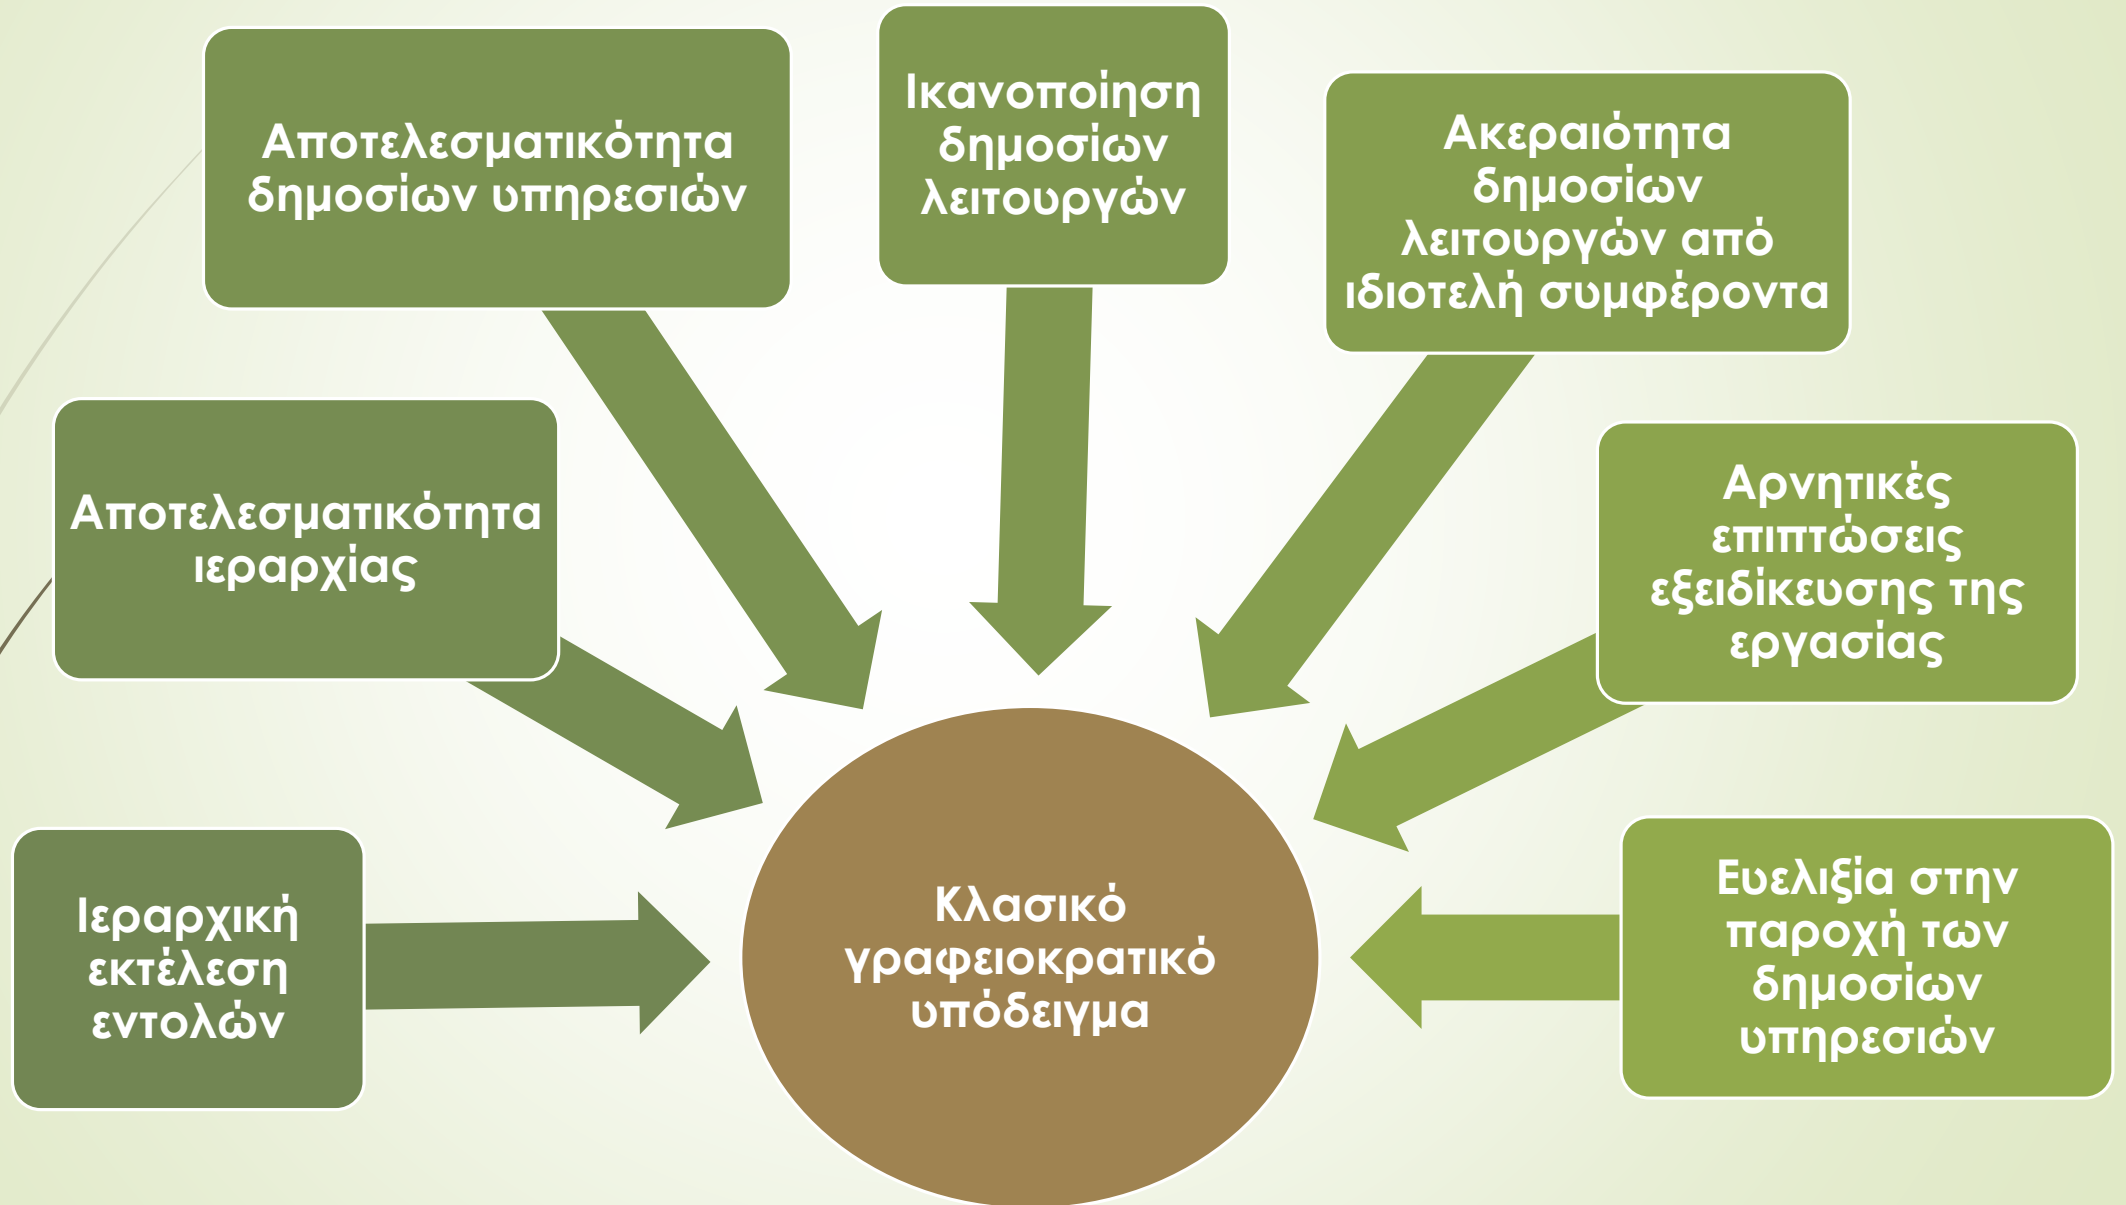 Αποτελεσματικότητα
δημοσίων υπηρεσιών
Ικανοποίηση
δημοσίων
λειτουργών
Ακεραιότητα
δημοσίων
λειτουργών από
ιδιοτελή συμφέροντα
Αποτελεσματικότητα
ιεραρχίας
Αρνητικές
επιπτώσεις
εξειδίκευσης της
εργασίας
Ιεραρχική
εκτέλεση
εντολών
Κλασικό
γραφειοκρατικό
υπόδειγμα
Ευελιξία στην
παροχή των
δημοσίων
υπηρεσιών